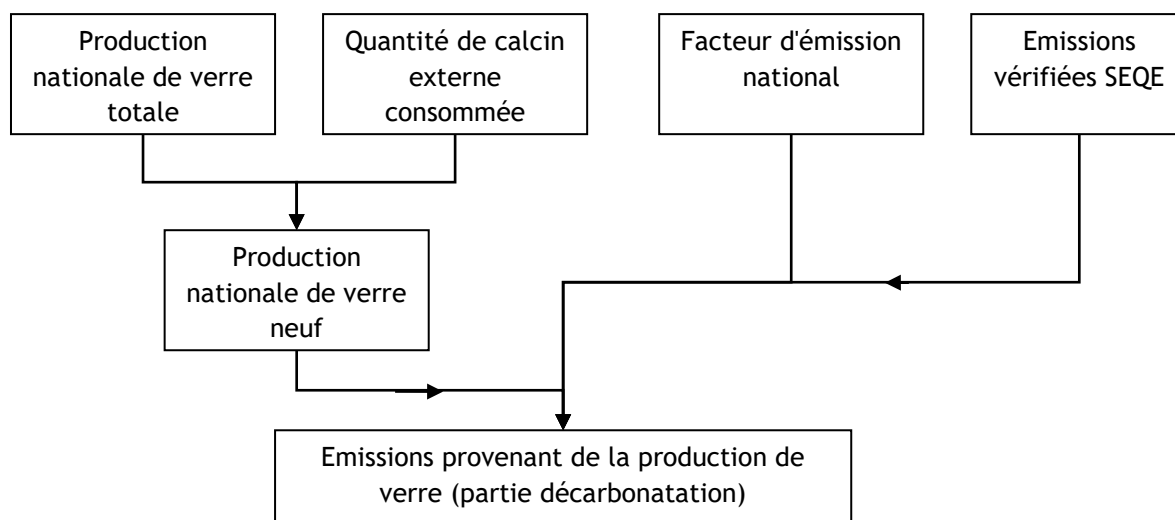 Production
nationale de verre
totale
Quantité de calcin
externe
consommée
Facteur d'émission
national
Emissions
vérifiées SEQE
Production
nationale de verre
neuf
Emissions provenant de la production de
verre (partie décarbonatation)